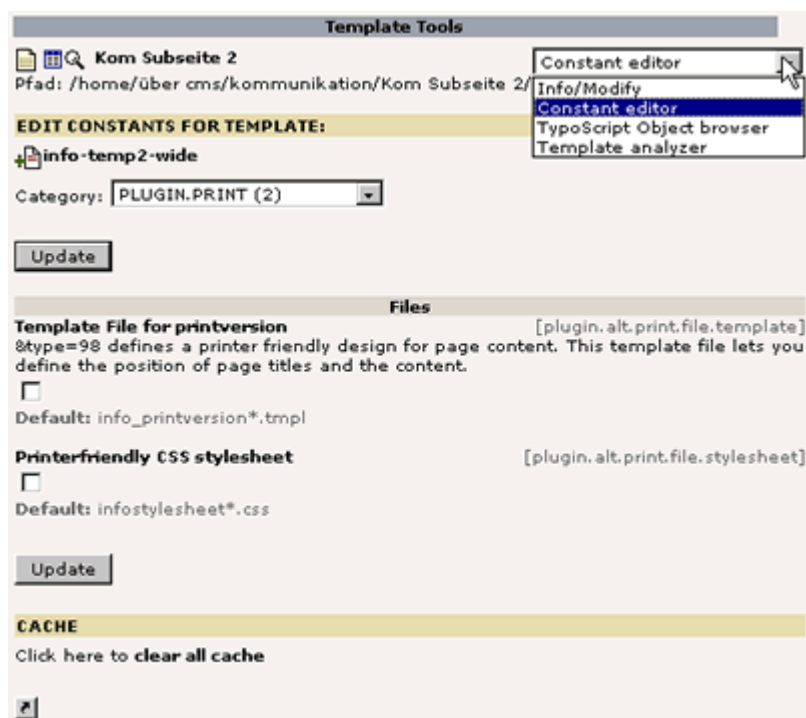 Template Tools
Kom Subseite 2
Constant editor
Pfad: /home/über cms/kommunikation/Kom Subseite 2/
Info/Modify
Constant editor
TypoScript Object browser
Template analyzer
EDIT CONSTANTS FOR TEMPLATE:
info-temp2-wide
Category: PLUGIN.PRINT (2)
Update
Files
Template File for printversion [plugin.alt.print.file.template]
&type=98 defines a printer friendly design for page content. This template file lets you
define the position of page titles and the content.
Default: info_printversion*.tmpl
Printerfriendly CSS stylesheet [plugin.alt.print.file.stylesheet]
Default: infostylesheet*.css
Update
CACHE
Click here to clear all cache